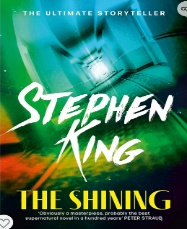 THE ULTIMATE STORYTELLER
STEPHEN
KING
THE SHINING
'Obviously a masterpiece, probably the best
supernatural novel in a hundred years' PETER STRAUB